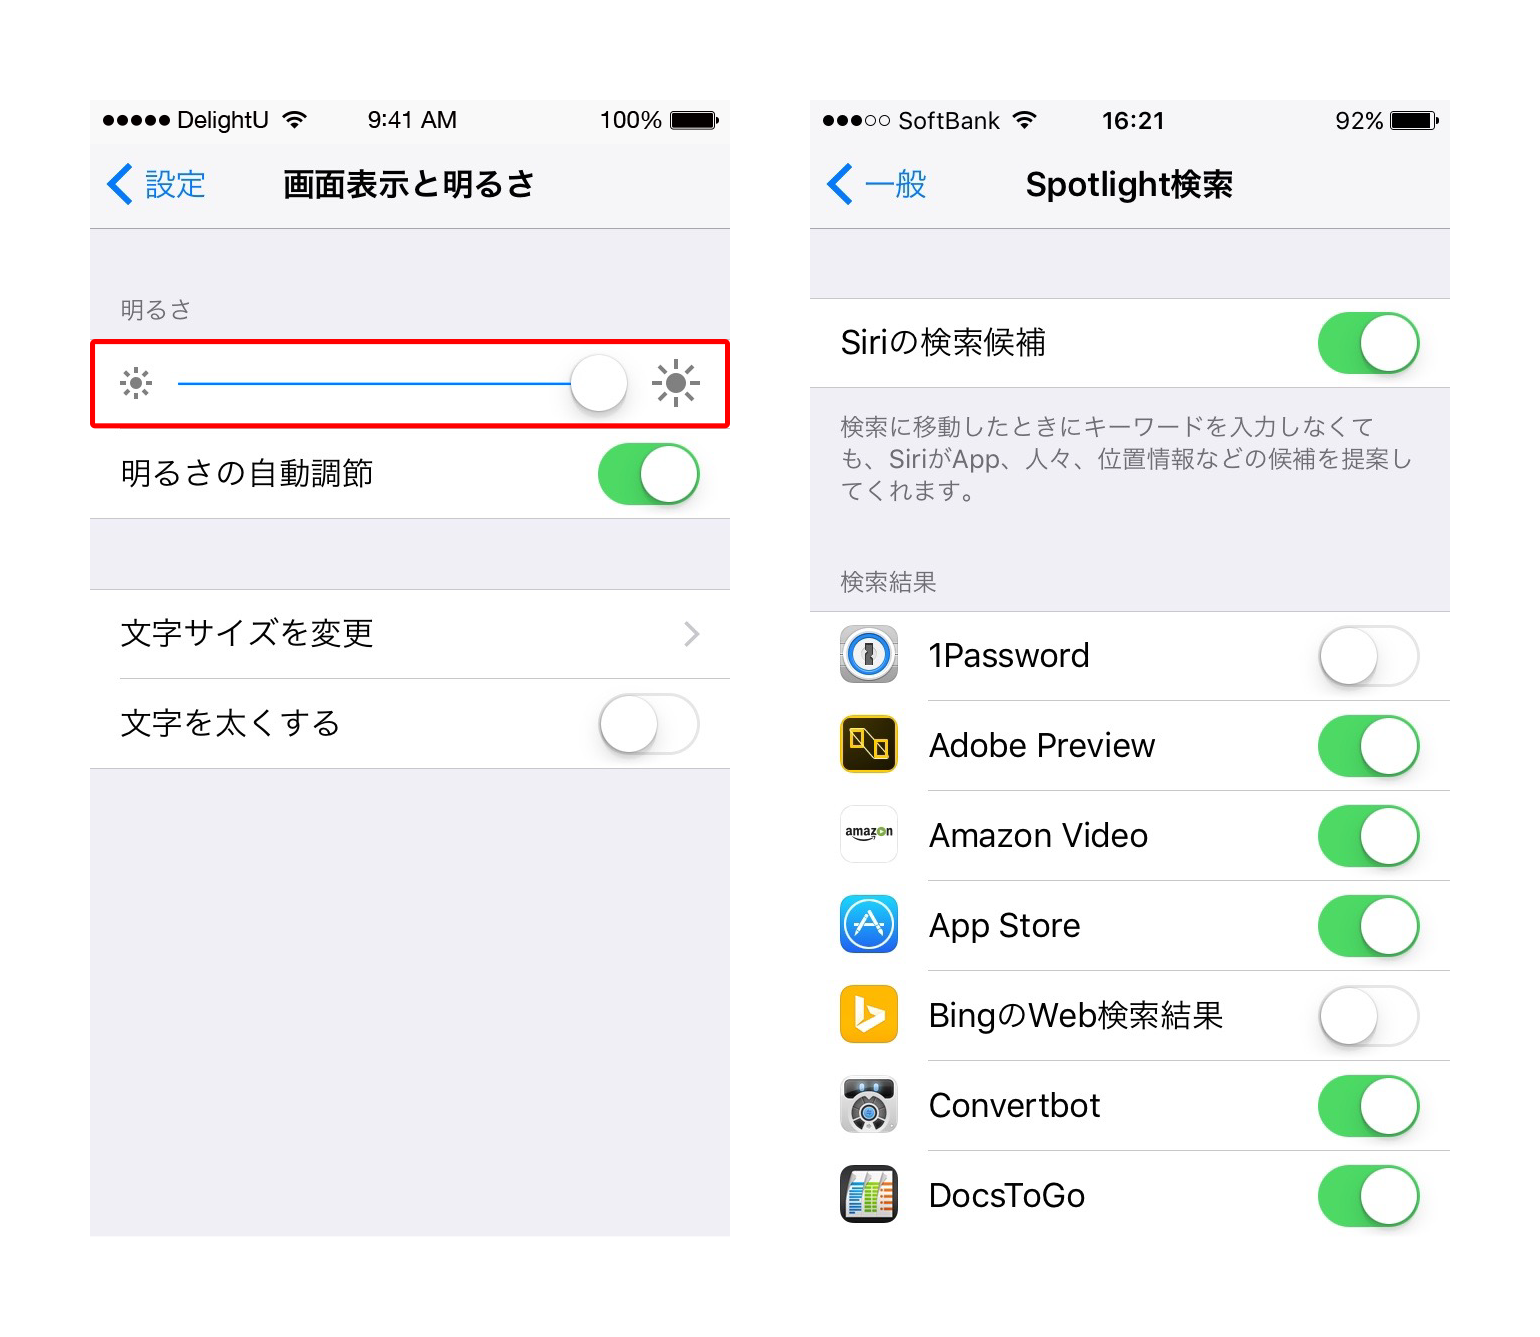 DelightU 9:41 AM 100%
設定 画面表示と明るさ
明るさ
明るさの自動調節
文字サイズを変更
文字を太くする
SoftBank 16:21 92%
一般 Spotlight検索
Siriの検索候補
検索に移動したときにキーワードを入力しなくて
も、SiriがApp、人々、位置情報などの候補を提案し
てくれます。
検索結果
1Password
Adobe Preview
amazon
Amazon Video
App Store
BingのWeb検索結果
Convertbot
DocsToGo